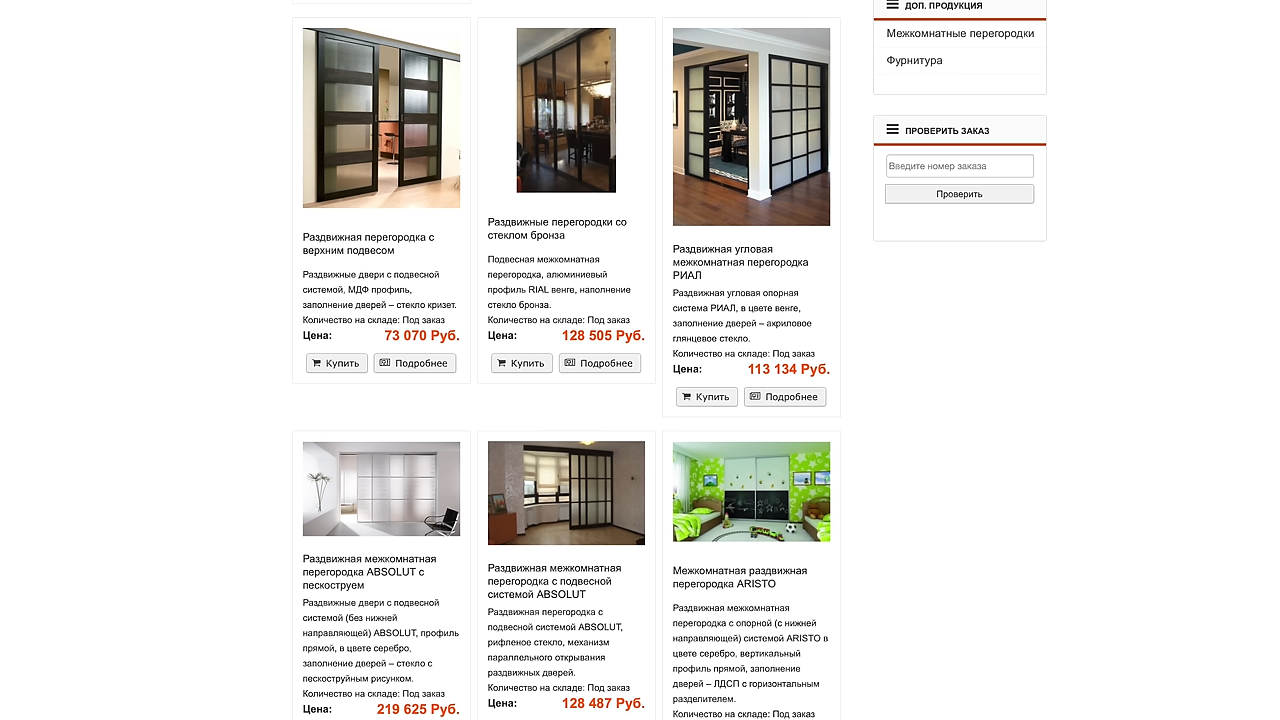 Раздвижная перегородка с
верхним подвесом
Раздвижные двери с подвесной
системой, МДФ профиль,
заполнение дверей – стекло кризет.
Количество на складе: Под заказ
Цена: 73 070 Руб.
Купить Подробнее
Раздвижные перегородки со
стеклом бронза
Подвесная межкомнатная
перегородка, алюминиевый
профиль RIAL венге, наполнение
стекло бронза.
Количество на складе: Под заказ
Цена: 128 505 Руб.
Купить Подробнее
Раздвижная угловая
межкомнатная перегородка
РИАЛ
Раздвижная угловая опорная
система РИАЛ, в цвете венге,
заполнение дверей – акриловое
глянцевое стекло.
Количество на складе: Под заказ
Цена: 113 134 Руб.
Купить Подробнее
Раздвижная межкомнатная
перегородка ABSOLUT с
пескоструем
Раздвижные двери с подвесной
системой (без нижней
направляющей) ABSOLUT, профиль
прямой, в цвете серебро,
заполнение дверей – стекло с
пескоструйным рисунком.
Количество на складе: Под заказ
Цена: 219 625 Руб.
Раздвижная межкомнатная
перегородка с подвесной
системой ABSOLUT
Раздвижная перегородка с
подвесной системой ABSOLUT,
рифленое стекло, механизм
параллельного открывания
раздвижных дверей.
Количество на складе: Под заказ
Цена: 128 487 Руб.
Межкомнатная раздвижная
перегородка ARISTO
Раздвижная межкомнатная
перегородка с опорной (с нижней
направляющей) системой ARISTO в
цвете серебро, вертикальный
профиль прямой, заполнение
дверей – ЛДСП с горизонтальным
разделителем.
Количество на складе: Под заказ
ДОП. ПРОДУКЦИЯ
Межкомнатные перегородки
Фурнитура
ПРОВЕРИТЬ ЗАКАЗ
Введите номер заказа
Проверить